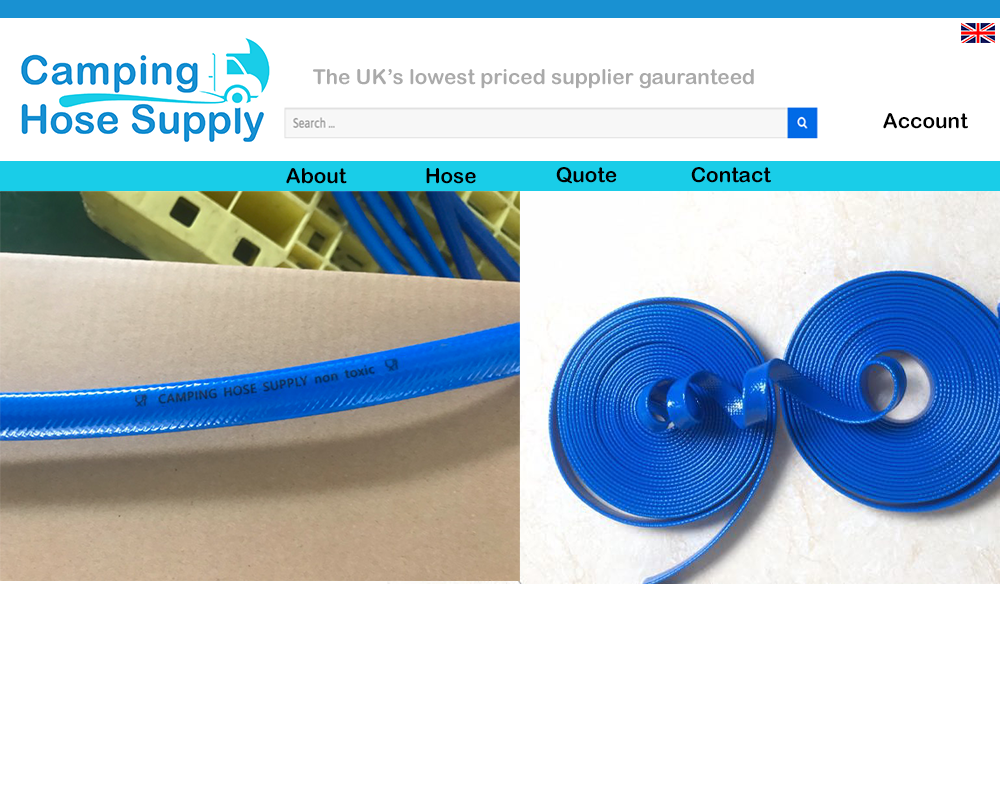 Camping
Hose Supply
The UK's lowest priced supplier gauranteed
Search ...
Account
About Hose Quote Contact
CAMPING HOSE SUPPLY non toxic